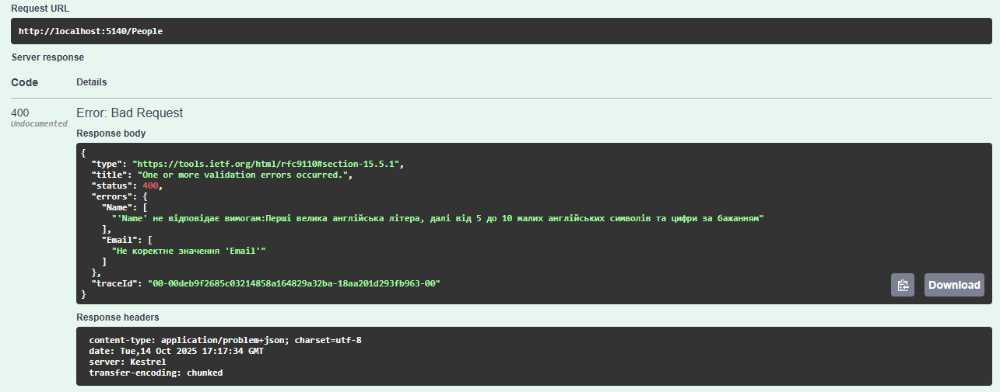 Request URL
http://localhost:5140/People
Server response
Code Details
400 Error: Bad Request
Undocumented
Response body
{
"type": "https://tools.ietf.org/html/rfc9110#section-15.5.1",
"title": "One or more validation errors occurred.",
"status": 400,
"errors": {
"Name": [
"'Name' не відповідає вимогам:Перші велика англійська літера, далі від 5 до 10 малих англійських символів та цифри за бажанням"
],
"Email": [
"Не коректне значення 'Email'"
]
},
"traceId": "00-00deb9f2685c03214858a164829a32ba-18aa201d293fb963-00"
}
Download
Response headers
content-type: application/problem+json; charset=utf-8
date: Tue,14 Oct 2025 17:17:34 GMT
server: Kestrel
transfer-encoding: chunked